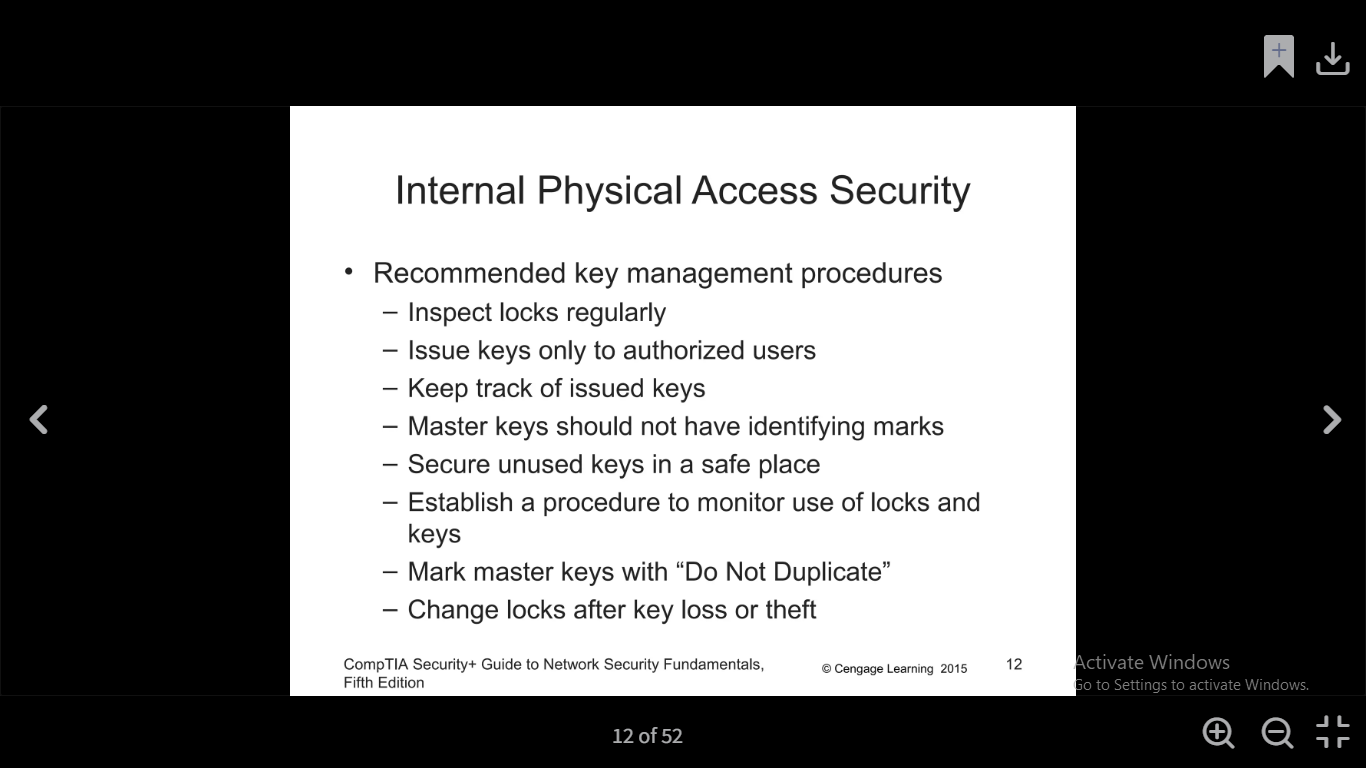 Internal Physical Access Security
• Recommended key management procedures
– Inspect locks regularly
– Issue keys only to authorized users
– Keep track of issued keys
– Master keys should not have identifying marks
– Secure unused keys in a safe place
– Establish a procedure to monitor use of locks and
keys
– Mark master keys with “Do Not Duplicate”
– Change locks after key loss or theft
CompTIA Security+ Guide to Network Security Fundamentals,
Fifth Edition
© Cengage Learning 2015
12
Activate Windows
Go to Settings to activate Windows.
12 of 52